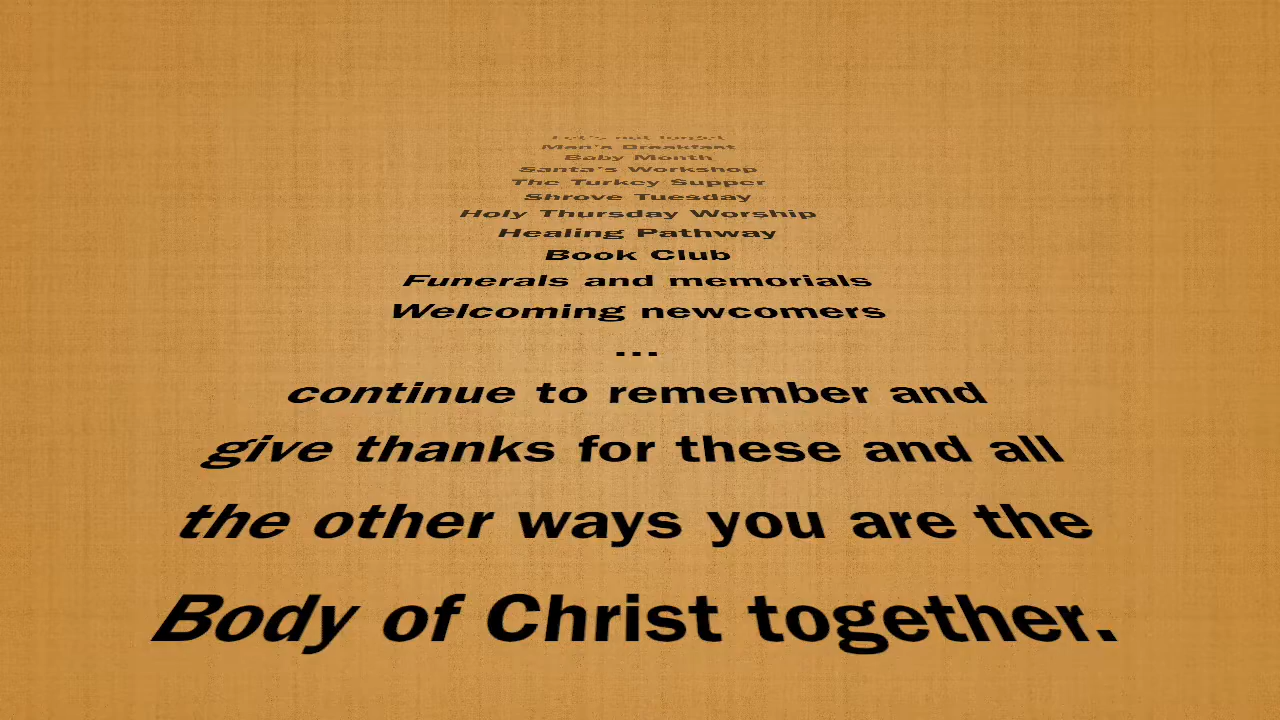 Let's not forget
Men's Breakfast
Baby Month
Santa's Workshop
The Turkey Supper
Shrove Tuesday
Holy Thursday Worship
Healing Pathway
Book Club
Funerals and memorials
Welcoming newcomers
...
continue to remember and
give thanks for these and all
the other ways you are the
Body of Christ together.